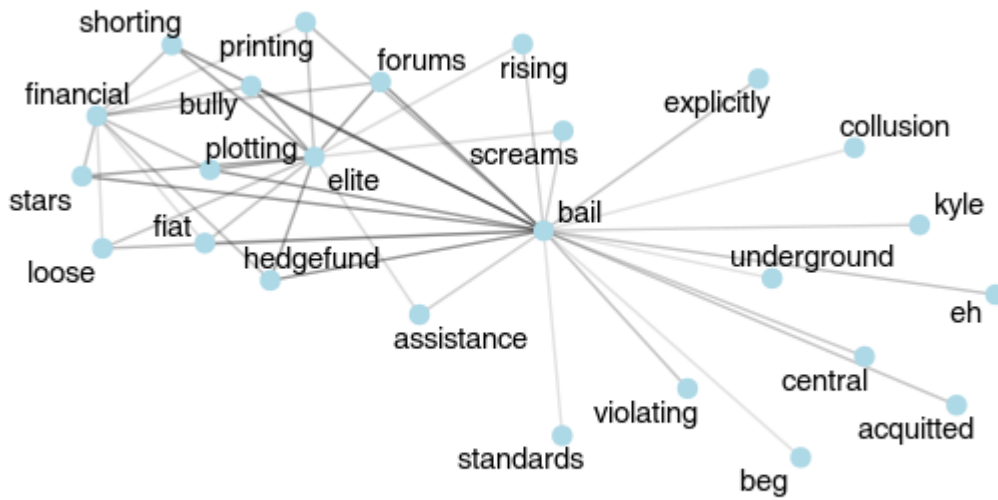 shorting
printing
forums
rising
financial
bully
explicitly
collusion
plotting
screams
elite
stars
bail
kyle
fiat
loose
hedgefund
underground
eh
assistance
central
violating
acquitted
standards
beg